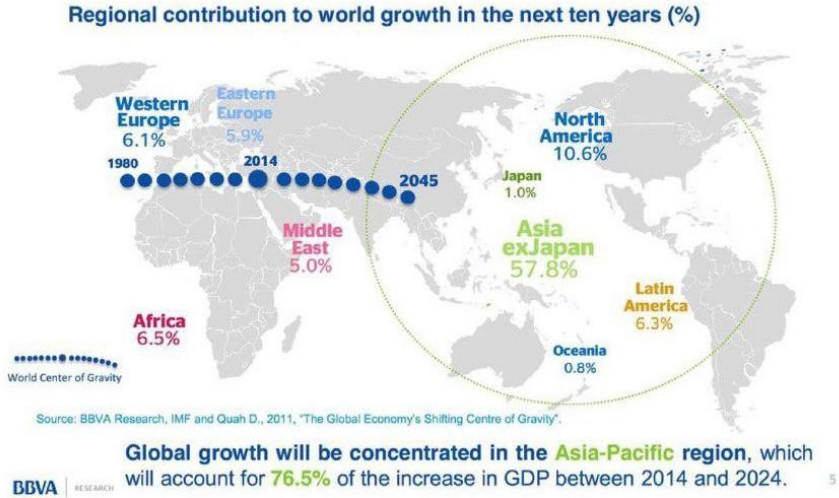 Regional contribution to world growth in the next ten years (%)
Western
Europe
6.1%
Eastern
Europe
5.9%
North
America
10.6%
1980
2014
2045
Japan
1.0%
Middle
East
5.0%
Asia
exJapan
57.8%
Latin
America
6.3%
Africa
6.5%
Oceania
0.8%
World Center of Gravity
Source: BBVA Research, IMF and Quah D., 2011, "The Global Economy's Shifting Centre of Gravity".
Global growth will be concentrated in the Asia-Pacific region, which
will account for 76.5% of the increase in GDP between 2014 and 2024.
BBVA RESEARCH
5